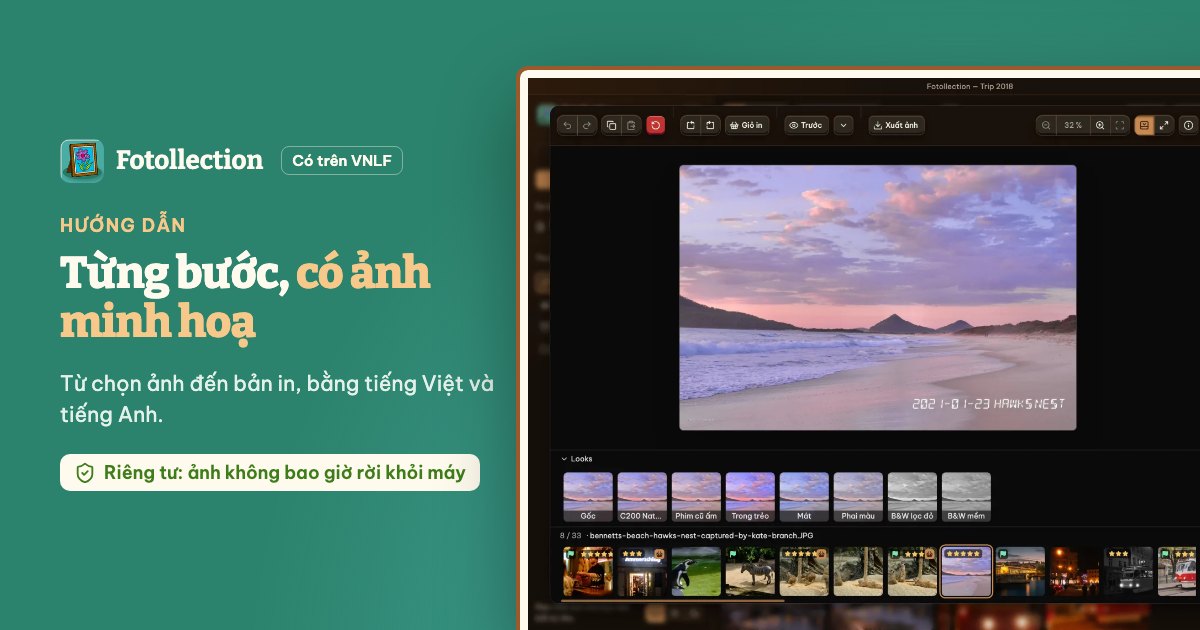 Fotollection
Có trên VNLF
HƯỚNG DẪN
Từng bước, có ảnh
minh hoạ
Từ chọn ảnh đến bản in, bằng tiếng Việt và
tiếng Anh.
Riêng tư: ảnh không bao giờ rời khỏi máy
Fotollection — Trip 2018
Giỏ in
Trước
Xuất ảnh
32 %
2021-01-23 HAWKS NEST
Looks
Gốc
C200 Nat...
Phim cũ ấm
Trong trẻo
Mát
Phai màu
B&W lọc đỏ
B&W mềm
8 / 33 · bennetts-beach-hawks-nest-captured-by-kate-branch.JPG